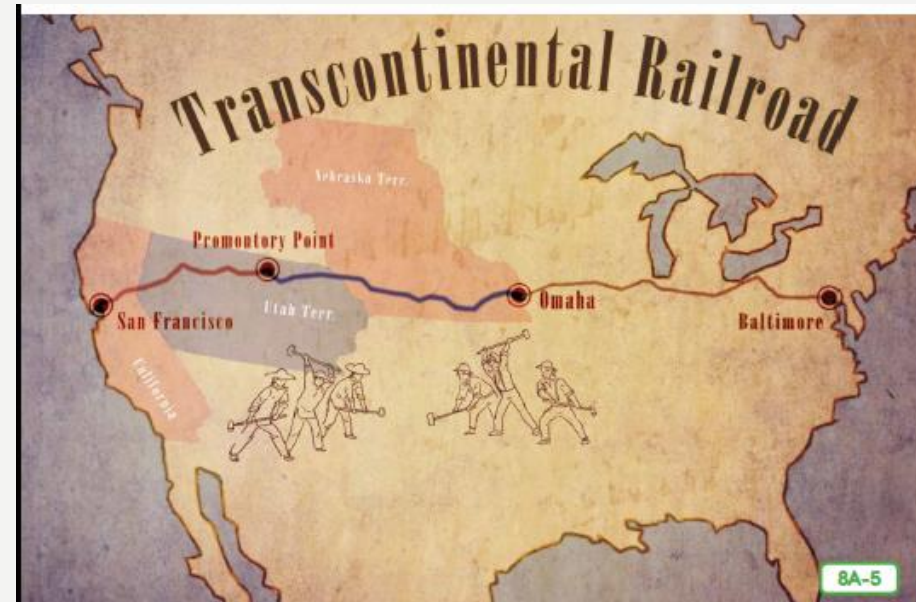 Transcontinental Railroad
Nebraska Terr.
Promontory Point
Utah Terr.
San Francisco
Omaha
Baltimore
California
8A-5